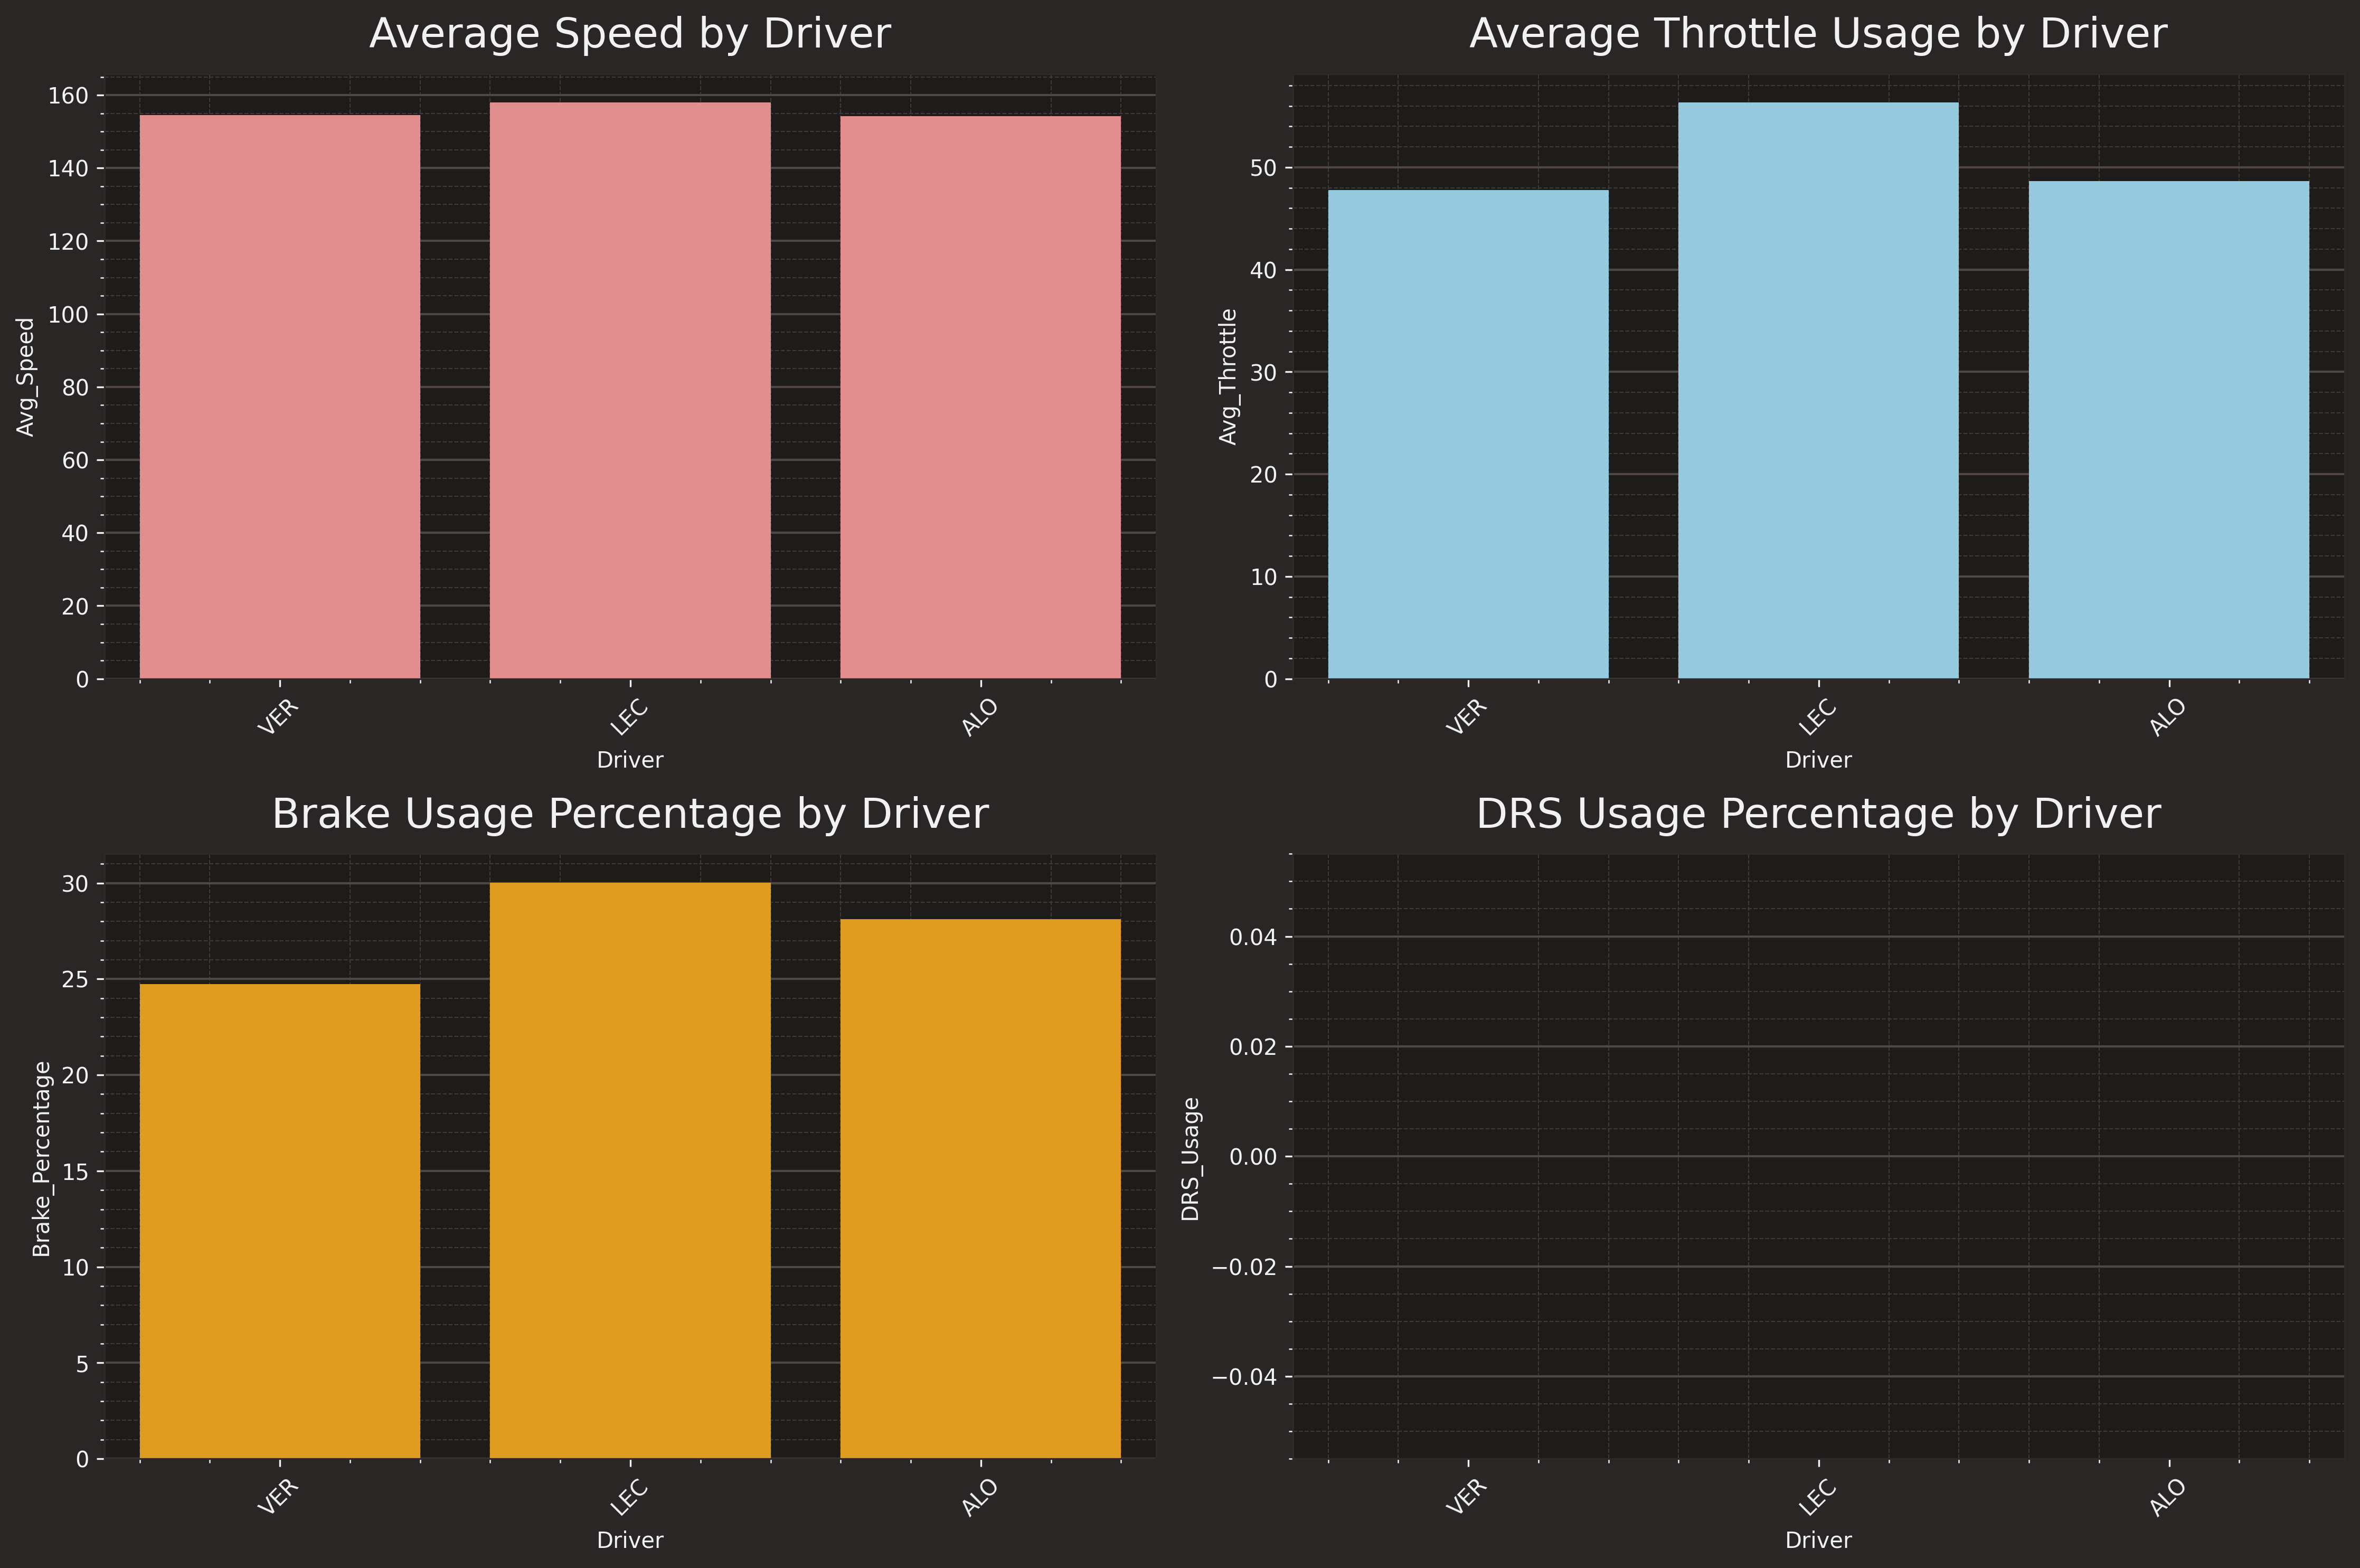 Average Speed by Driver
Avg_Speed
160
140
120
100
80
60
40
20
0
VER
LEC
ALO
Driver
Average Throttle Usage by Driver
Avg_Throttle
50
40
30
20
10
0
VER
LEC
ALO
Driver
Brake Usage Percentage by Driver
Brake_Percentage
30
25
20
15
10
5
0
VER
LEC
ALO
Driver
DRS Usage Percentage by Driver
DRS_Usage
0.04
0.02
0.00
−0.02
−0.04
VER
LEC
ALO
Driver